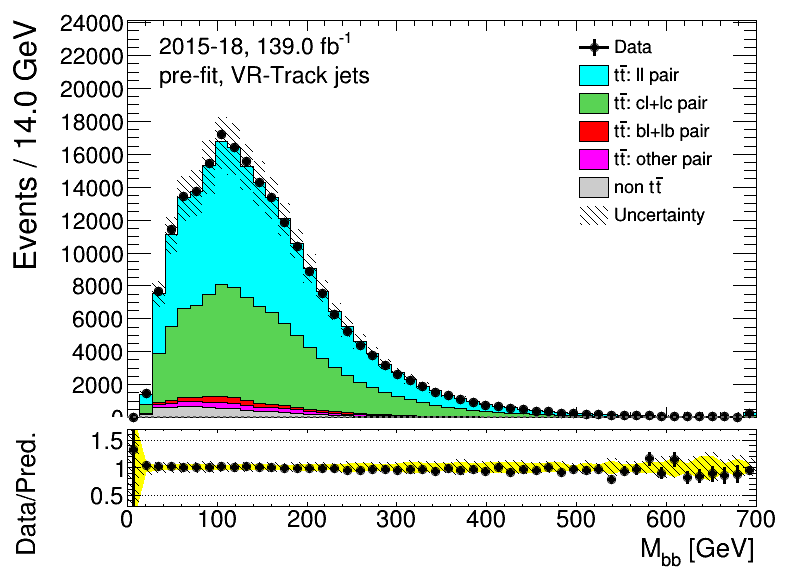 24000
22000
20000
18000
16000
14000
12000
10000
8000
6000
4000
2000
0
Events / 14.0 GeV
2015-18, 139.0 fb⁻¹
pre-fit, VR-Track jets
Data
tt̄: ll pair
tt̄: cl+lc pair
tt̄: bl+lb pair
tt̄: other pair
non tt̄
Uncertainty
1.5
1
0.5
Data/Pred.
0 100 200 300 400 500 600 700
M_bb [GeV]